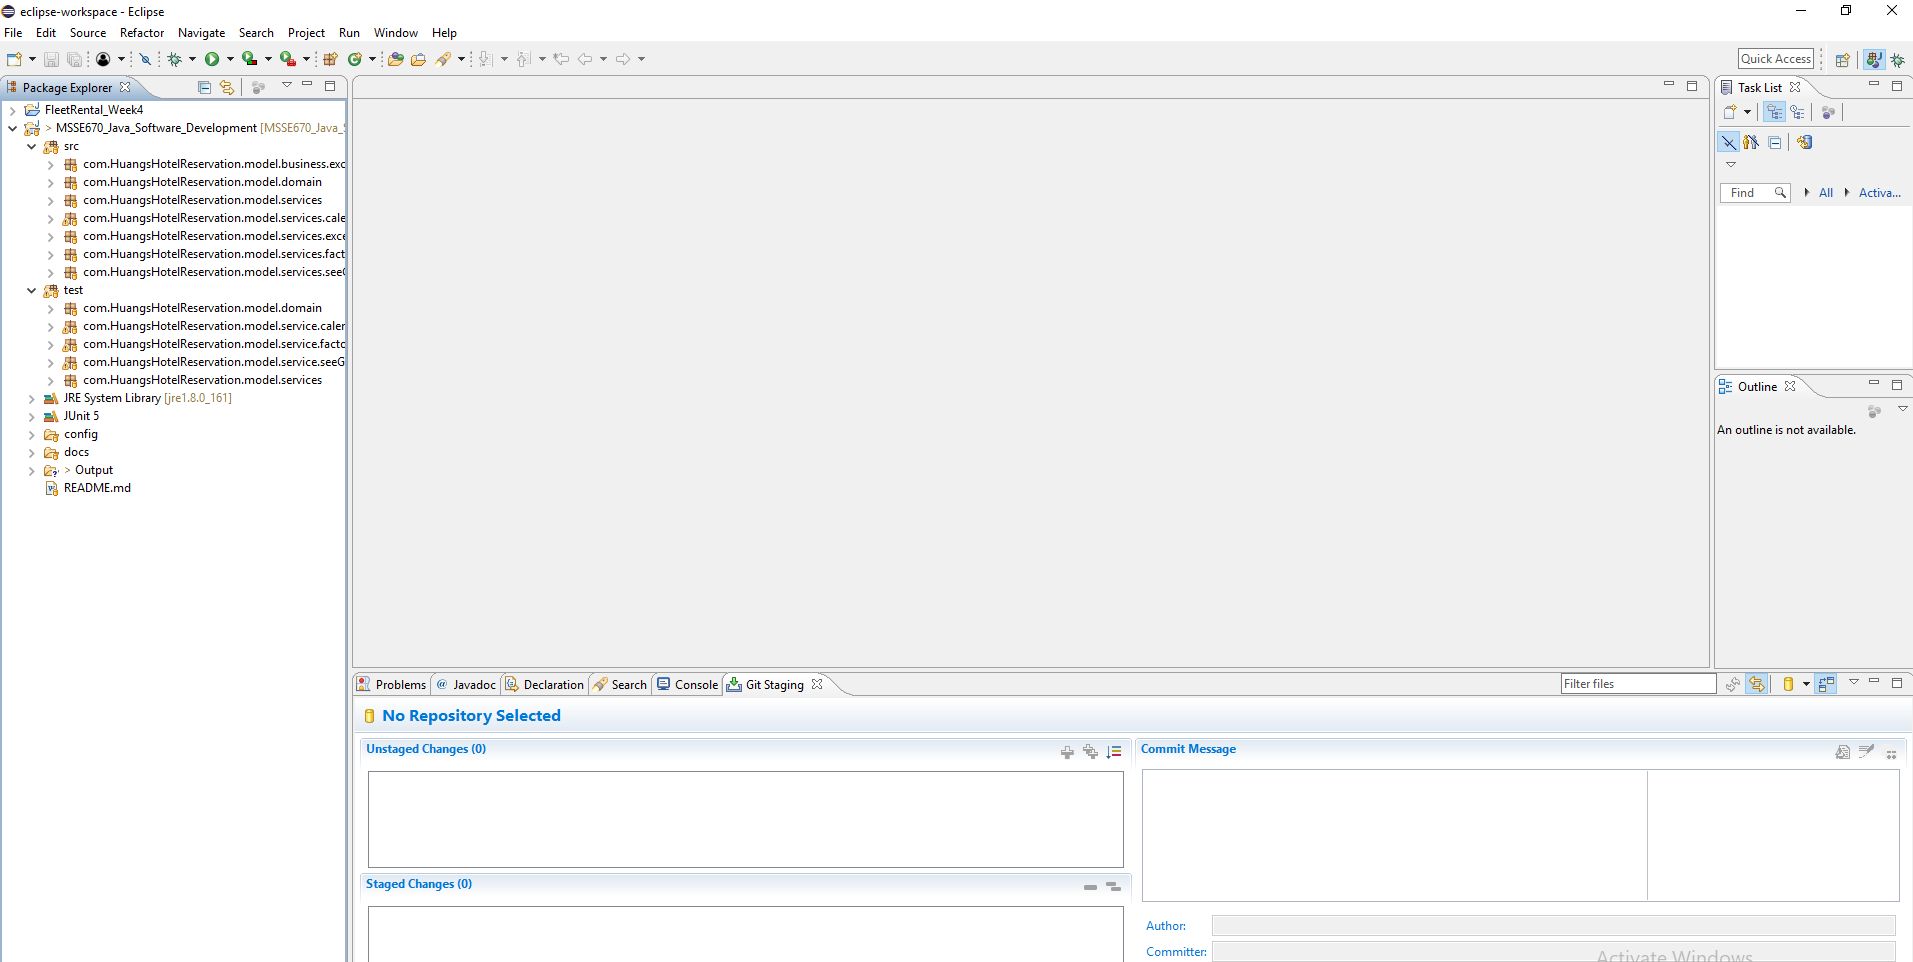 eclipse-workspace - Eclipse
File Edit Source Refactor Navigate Search Project Run Window Help
Quick Access
Package Explorer
FleetRental_Week4
> MSSE670_Java_Software_Development [MSSE670_Java_S
src
com.HuangsHotelReservation.model.business.exc
com.HuangsHotelReservation.model.domain
com.HuangsHotelReservation.model.services
com.HuangsHotelReservation.model.services.cale
com.HuangsHotelReservation.model.services.exce
com.HuangsHotelReservation.model.services.fact
com.HuangsHotelReservation.model.services.seeG
test
com.HuangsHotelReservation.model.domain
com.HuangsHotelReservation.model.service.caler
com.HuangsHotelReservation.model.service.facto
com.HuangsHotelReservation.model.service.seeG
com.HuangsHotelReservation.model.services
JRE System Library [jre1.8.0_161]
JUnit 5
config
docs
> Output
README.md
Task List
Find All Activa...
Outline
An outline is not available.
Problems @ Javadoc Declaration Search Console Git Staging
Filter files
No Repository Selected
Unstaged Changes (0)
Staged Changes (0)
Commit Message
Author:
Committer:
Activate Windows